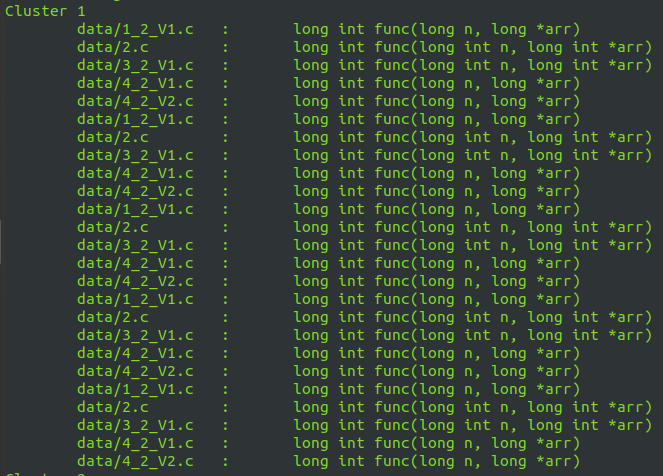 Cluster 1
data/1_2_V1.c : long int func(long n, long *arr)
data/2.c : long int func(long int n, long int *arr)
data/3_2_V1.c : long int func(long int n, long int *arr)
data/4_2_V1.c : long int func(long n, long *arr)
data/4_2_V2.c : long int func(long n, long *arr)
data/1_2_V1.c : long int func(long n, long *arr)
data/2.c : long int func(long int n, long int *arr)
data/3_2_V1.c : long int func(long int n, long int *arr)
data/4_2_V1.c : long int func(long n, long *arr)
data/4_2_V2.c : long int func(long n, long *arr)
data/1_2_V1.c : long int func(long n, long *arr)
data/2.c : long int func(long int n, long int *arr)
data/3_2_V1.c : long int func(long int n, long int *arr)
data/4_2_V1.c : long int func(long n, long *arr)
data/4_2_V2.c : long int func(long n, long *arr)
data/1_2_V1.c : long int func(long n, long *arr)
data/2.c : long int func(long int n, long int *arr)
data/3_2_V1.c : long int func(long int n, long int *arr)
data/4_2_V1.c : long int func(long n, long *arr)
data/4_2_V2.c : long int func(long n, long *arr)
data/1_2_V1.c : long int func(long n, long *arr)
data/2.c : long int func(long int n, long int *arr)
data/3_2_V1.c : long int func(long int n, long int *arr)
data/4_2_V1.c : long int func(long n, long *arr)
data/4_2_V2.c : long int func(long n, long *arr)